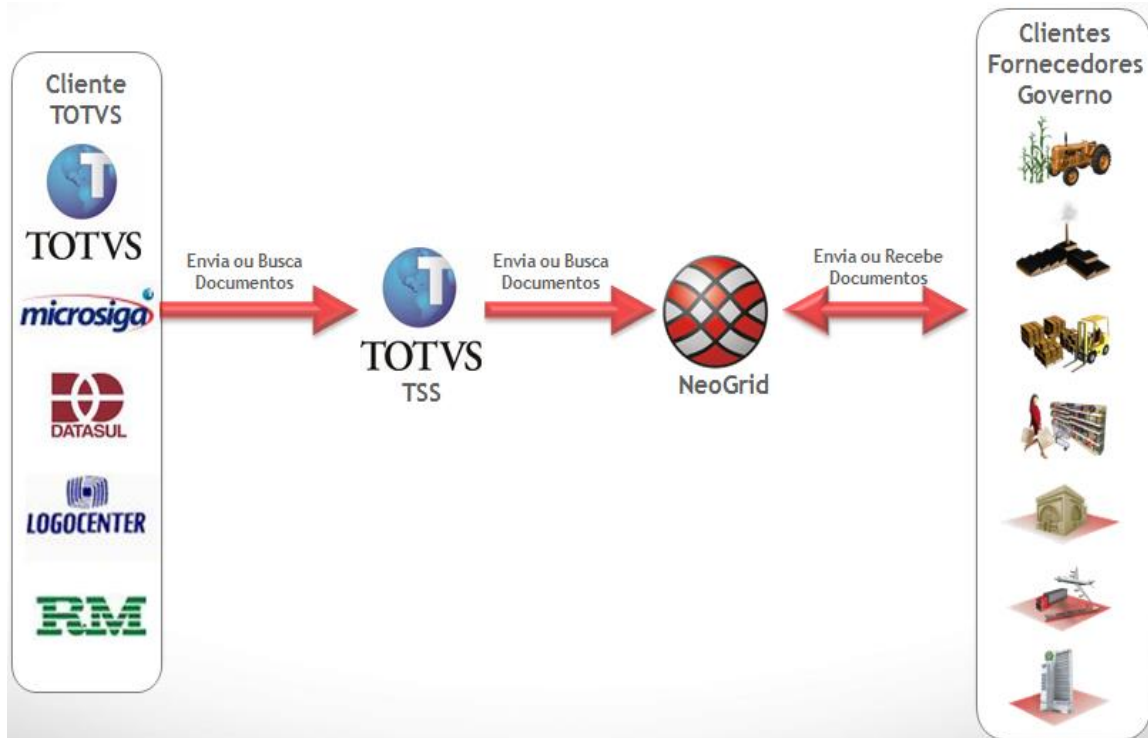 Cliente
TOTVS
T
TOTVS
microsiga
DATASUL
LOGOCENTER
RM
Envia ou Busca
Documentos
T
TOTVS
TSS
Envia ou Busca
Documentos
NeoGrid
Envia ou Recebe
Documentos
Clientes
Fornecedores
Governo